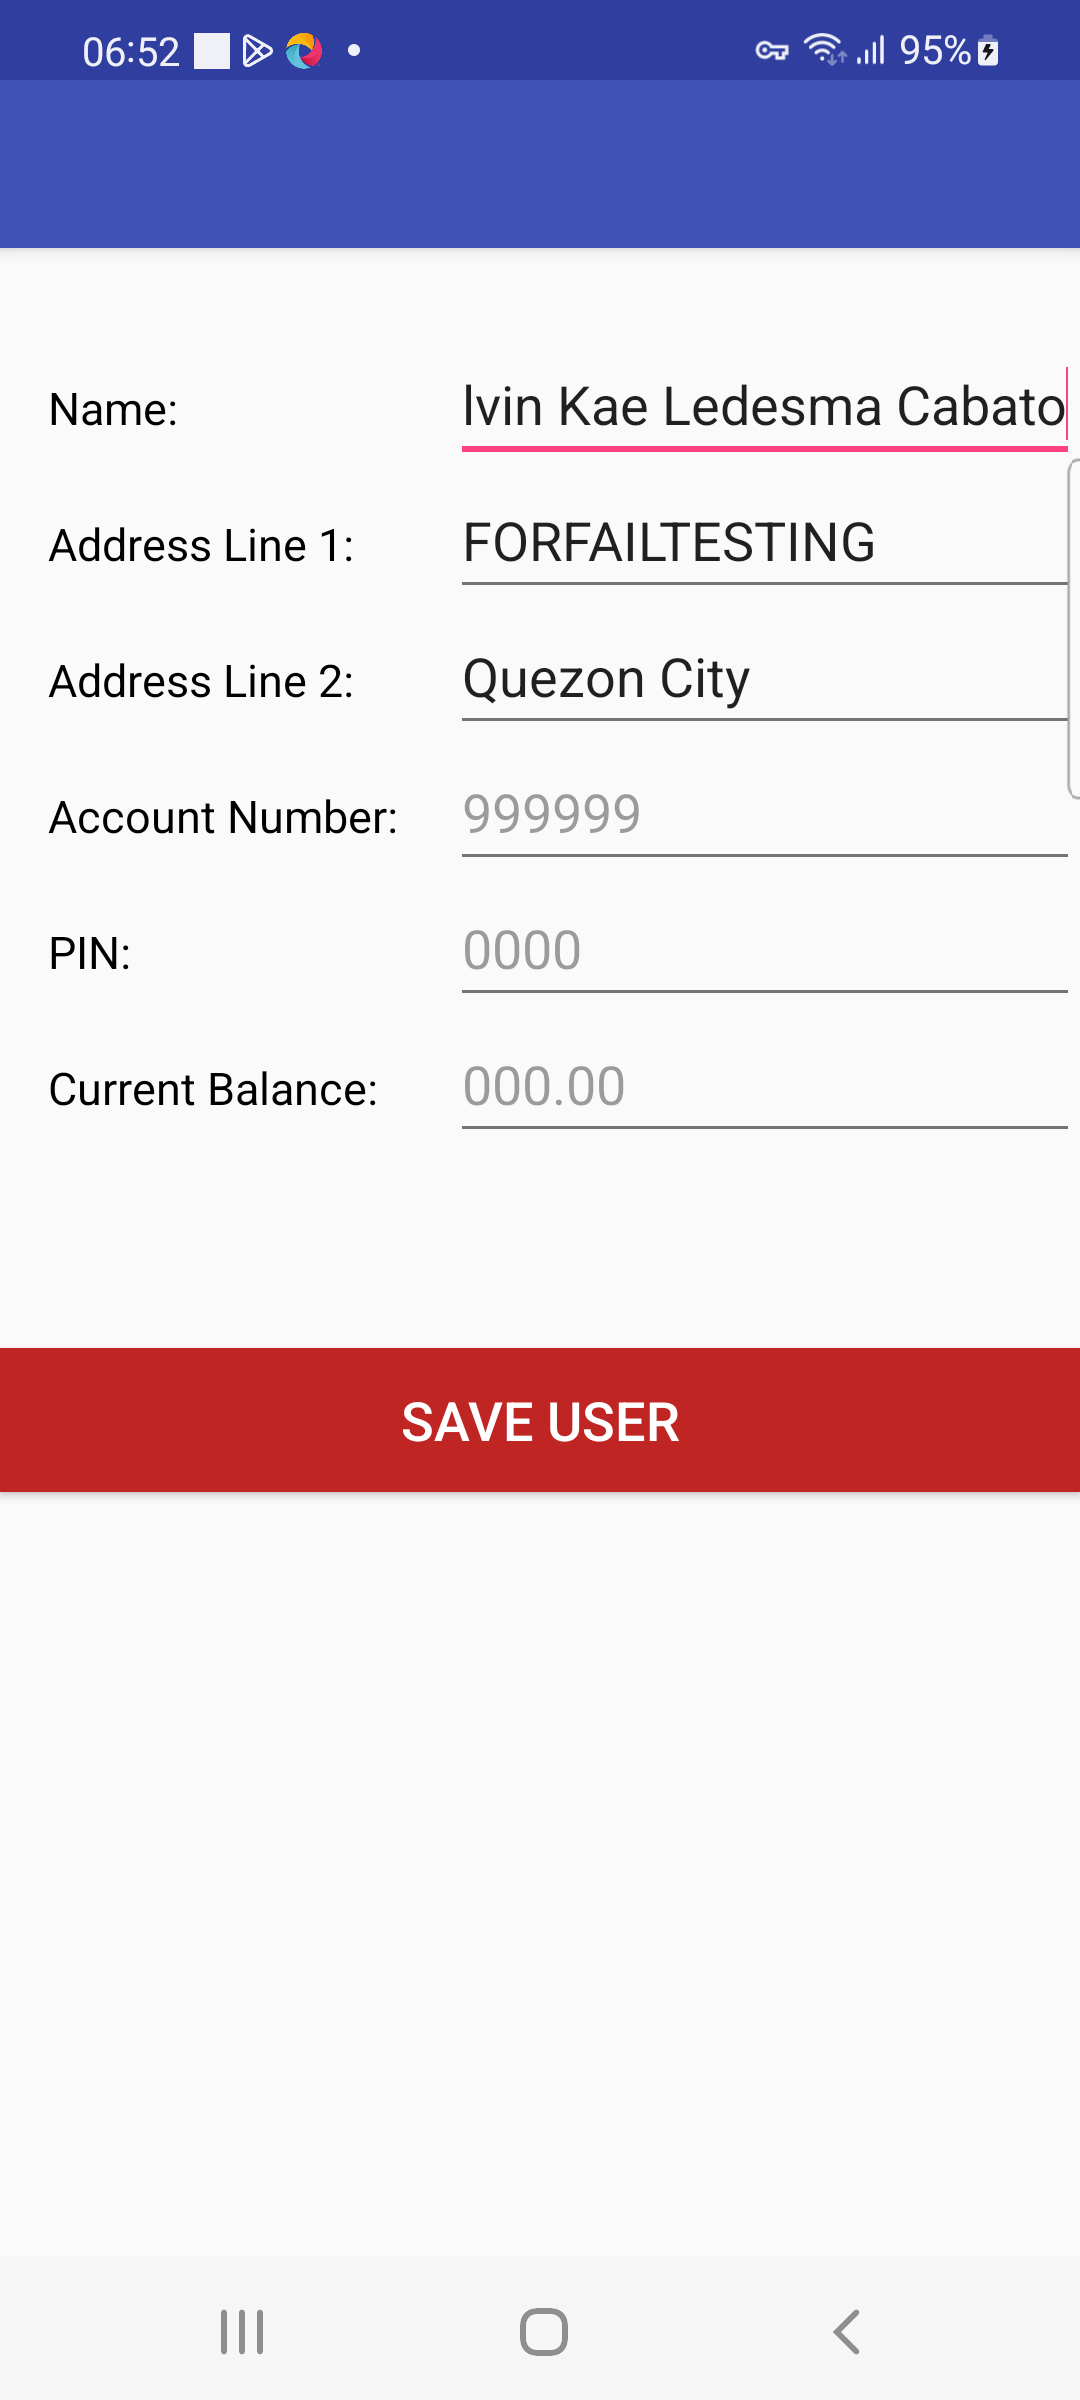 06:52 95%
Name: lvin Kae Ledesma Cabato
Address Line 1: FORFAILTESTING
Address Line 2: Quezon City
Account Number: 999999
PIN: 0000
Current Balance: 000.00
SAVE USER